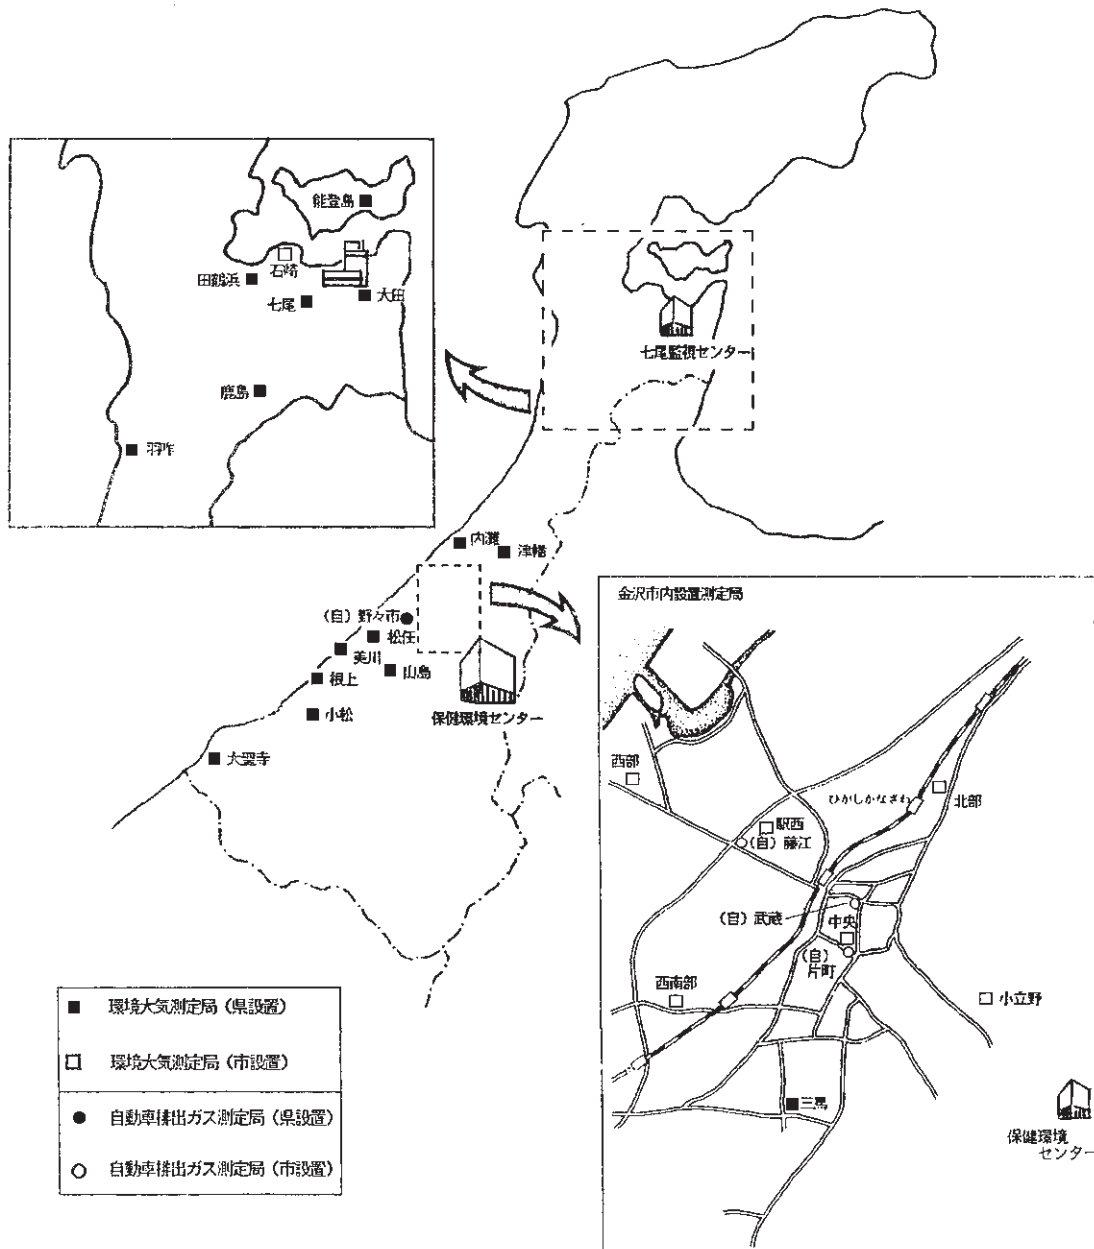 能登島
石崎
田鶴浜
七尾
大田
鹿島
羽咋
七尾監視センター
内灘
津幡
(自) 野々市
松任
美川
山島
根上
小松
保健環境センター
大聖寺
金沢市内設置測定局
西部
ひがしかなざわ
北部
駅西
(自) 藤江
(自) 武蔵
中央
(自)
片町
西南部
小立野
三馬
保健環境
センター
■ 環境大気測定局 (県設置)
□ 環境大気測定局 (市設置)
● 自動車排出ガス測定局 (県設置)
○ 自動車排出ガス測定局 (市設置)